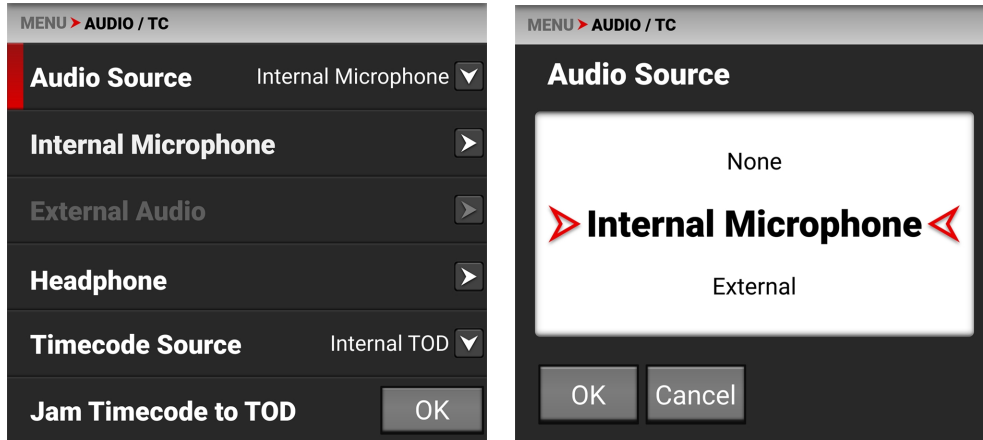 MENU > AUDIO / TC
Audio Source Internal Microphone
Internal Microphone
External Audio
Headphone
Timecode Source Internal TOD
Jam Timecode to TOD OK
MENU > AUDIO / TC
Audio Source
None
Internal Microphone
External
OK Cancel